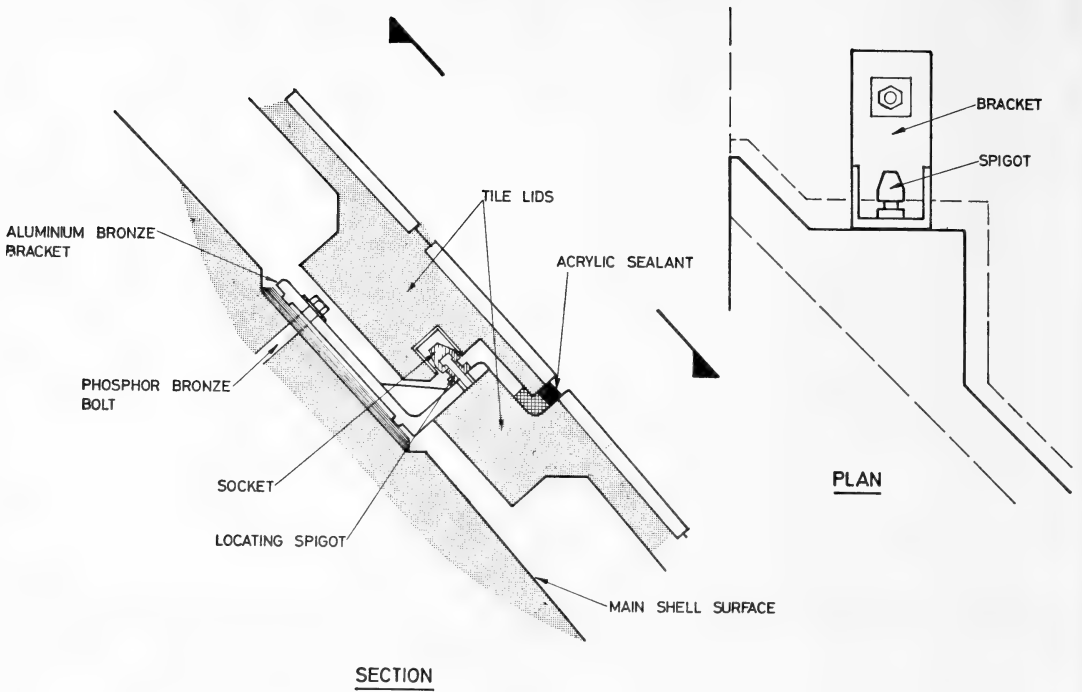 BRACKET
SPIGOT
TILE LIDS
ALUMINIUM BRONZE
BRACKET
ACRYLIC SEALANT
PHOSPHOR BRONZE
BOLT
SOCKET
PLAN
LOCATING SPIGOT
MAIN SHELL SURFACE
SECTION